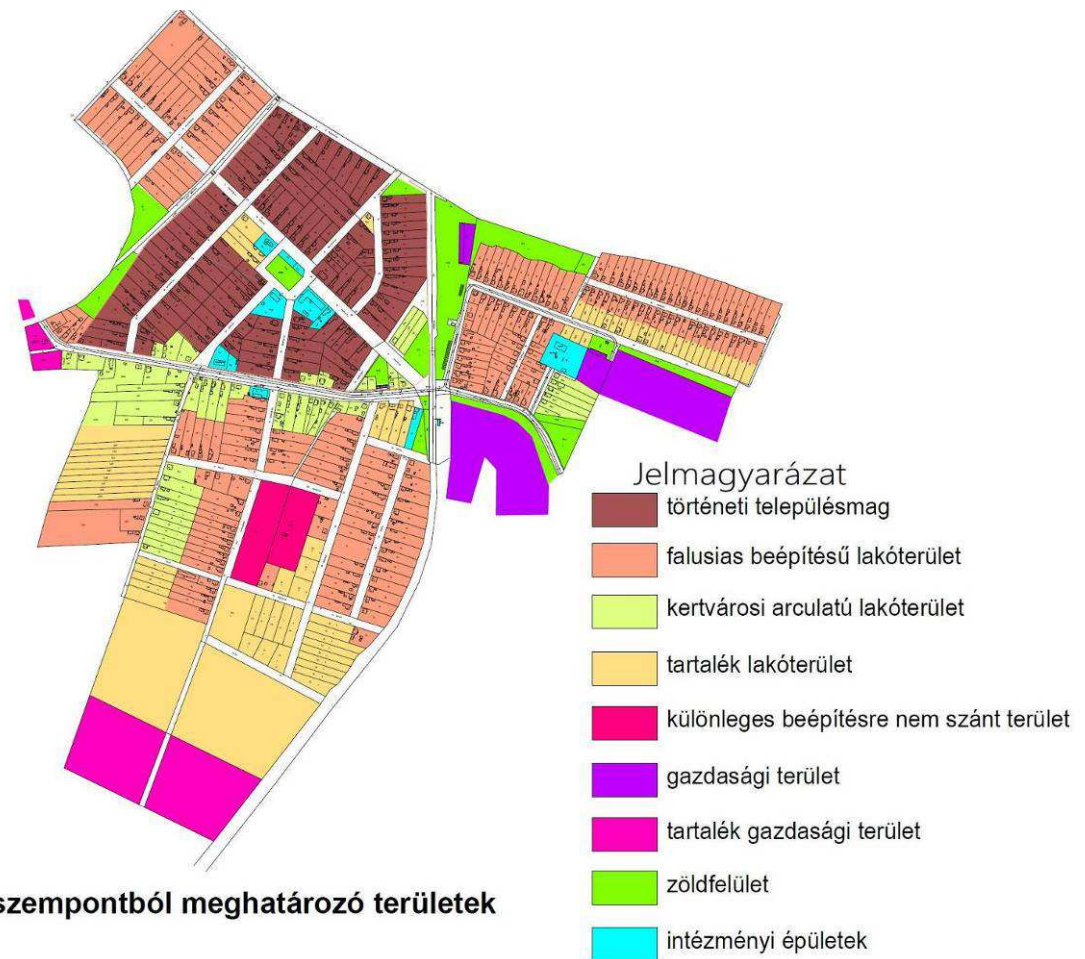 Jelmagyarázat
történeti településmag
falusias beépítésű lakóterület
kertvárosi arculatú lakóterület
tartalék lakóterület
különleges beépítésre nem szánt terület
gazdasági terület
tartalék gazdasági terület
zöldfelület
intézményi épületek
szempontból meghatározó területek